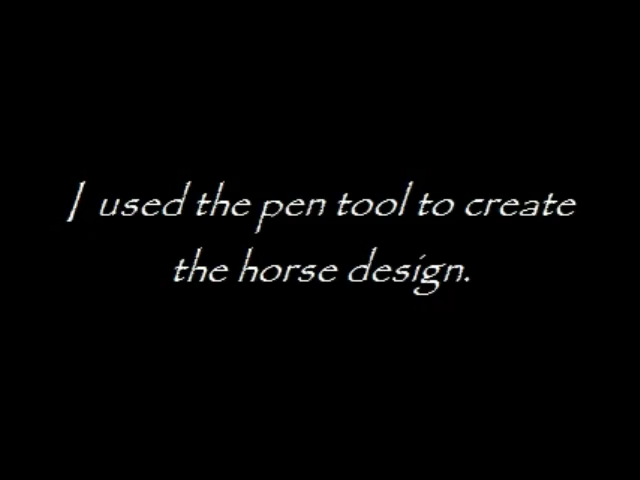 I used the pen tool to create
the horse design.